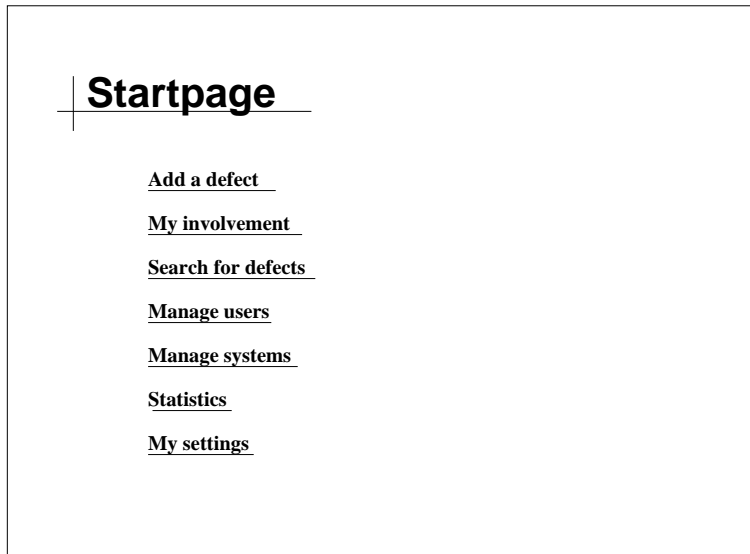 Startpage
Add a defect
My involvement
Search for defects
Manage users
Manage systems
Statistics
My settings